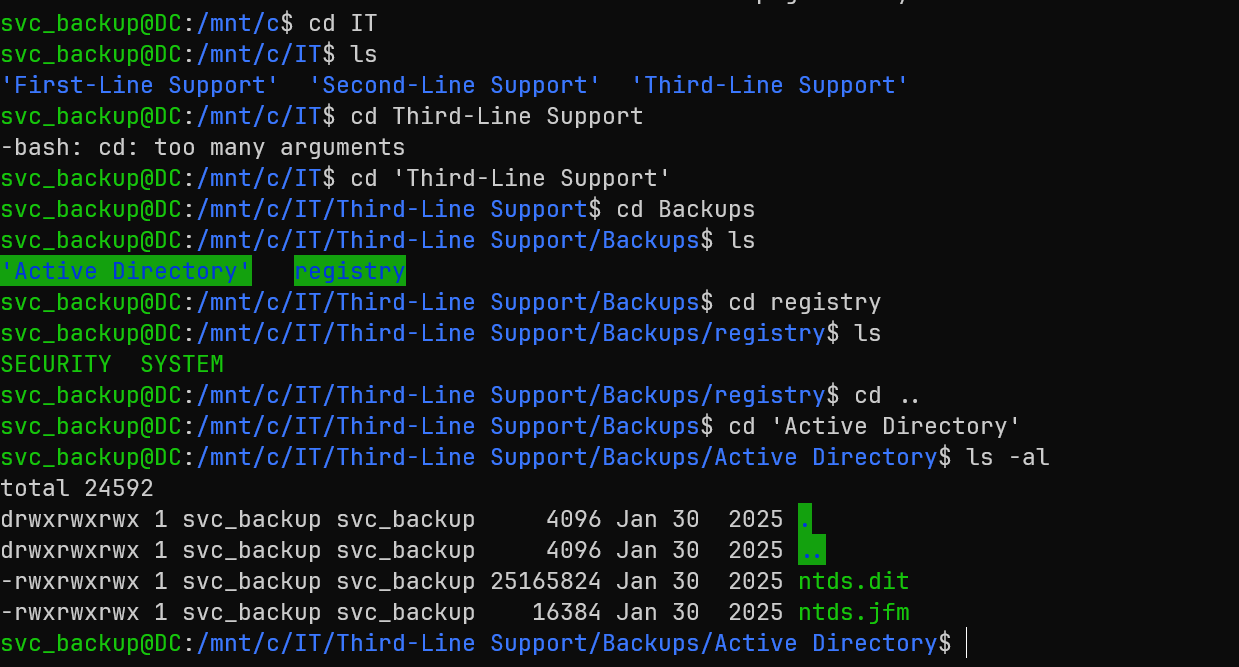 svc_backup@DC:/mnt/c$ cd IT
svc_backup@DC:/mnt/c/IT$ ls
'First-Line Support'  'Second-Line Support'  'Third-Line Support'
svc_backup@DC:/mnt/c/IT$ cd Third-Line Support
-bash: cd: too many arguments
svc_backup@DC:/mnt/c/IT$ cd 'Third-Line Support'
svc_backup@DC:/mnt/c/IT/Third-Line Support$ cd Backups
svc_backup@DC:/mnt/c/IT/Third-Line Support/Backups$ ls
'Active Directory'   registry
svc_backup@DC:/mnt/c/IT/Third-Line Support/Backups$ cd registry
svc_backup@DC:/mnt/c/IT/Third-Line Support/Backups/registry$ ls
SECURITY  SYSTEM
svc_backup@DC:/mnt/c/IT/Third-Line Support/Backups/registry$ cd ..
svc_backup@DC:/mnt/c/IT/Third-Line Support/Backups$ cd 'Active Directory'
svc_backup@DC:/mnt/c/IT/Third-Line Support/Backups/Active Directory$ ls -al
total 24592
drwxrwxrwx 1 svc_backup svc_backup     4096 Jan 30  2025 .
drwxrwxrwx 1 svc_backup svc_backup     4096 Jan 30  2025 ..
-rwxrwxrwx 1 svc_backup svc_backup 25165824 Jan 30  2025 ntds.dit
-rwxrwxrwx 1 svc_backup svc_backup    16384 Jan 30  2025 ntds.jfm
svc_backup@DC:/mnt/c/IT/Third-Line Support/Backups/Active Directory$